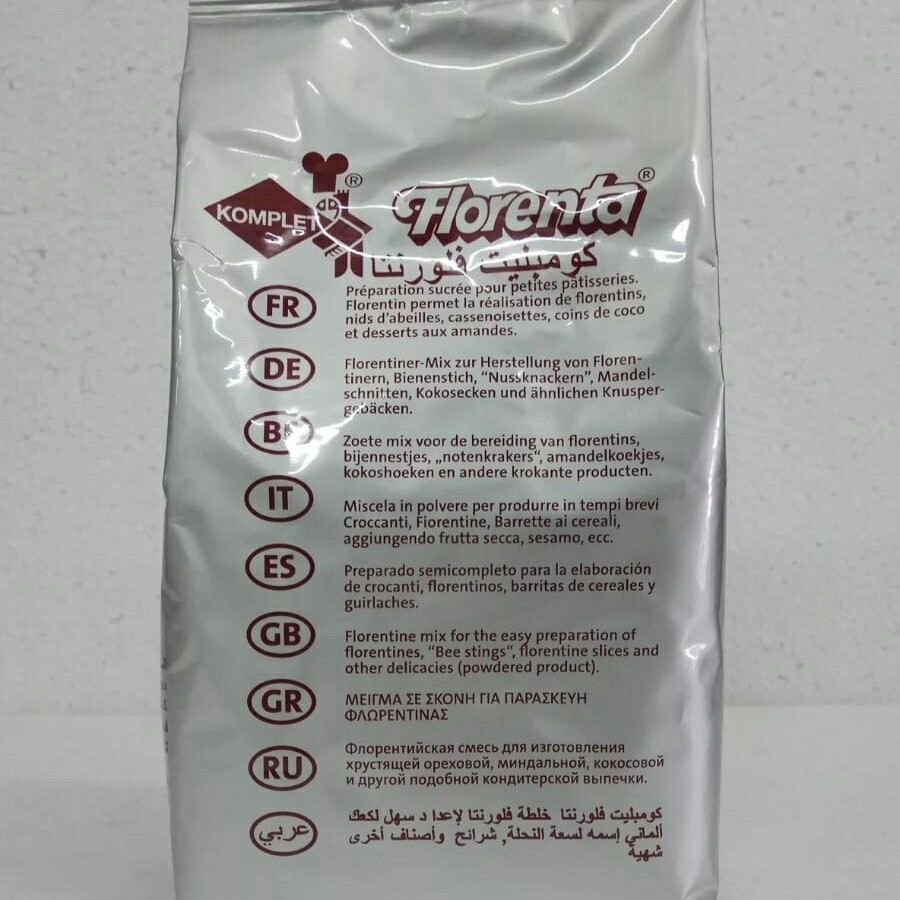 KOMPLET ®
Florenta ®
كومبليت فلورنتا
FR
Préparation sucrée pour petites pâtisseries.
Florentin permet la réalisation de florentins,
nids d'abeilles, cassenoisettes, coins de coco
et desserts aux amandes.
DE
Florentiner-Mix zur Herstellung von Floren-
tinern, Bienenstich, "Nussknackern", Mandel-
schnitten, Kokosecken und ähnlichen Knusper-
gebäcken.
Zoete mix voor de bereiding van florentins,
bijennestjes, „notenkrakers", amandelkoekjes,
kokoshoeken en andere krokante producten.
IT
Miscela in polvere per produrre in tempi brevi
Croccanti, Fiorentine, Barrette ai cereali,
aggiungendo frutta secca, sesamo, ecc.
ES
Preparado semicompleto para la elaboración
de crocanti, florentinos, barritas de cereales y
guirlaches.
GB
Florentine mix for the easy preparation of
florentines, "Bee stings", florentine slices and
other delicacies (powdered product).
GR
ΜΕΙΓΜΑ ΣΕ ΣΚΟΝΗ ΓΙΑ ΠΑΡΑΣΚΕΥΗ
ΦΛΩΡΕΝΤΙΝΑΣ
RU
Флорентийская смесь для изготовления
хрустящей ореховой, миндальной, кокосовой
и другой подобной кондитерской выпечки.
عربي
كومبليت فلورنتا خلطة فلورنتا لإعدا د سهل لكعك
ألماني إسمه لسعة النحلة, شرائح وأصناف أخرى
شهية